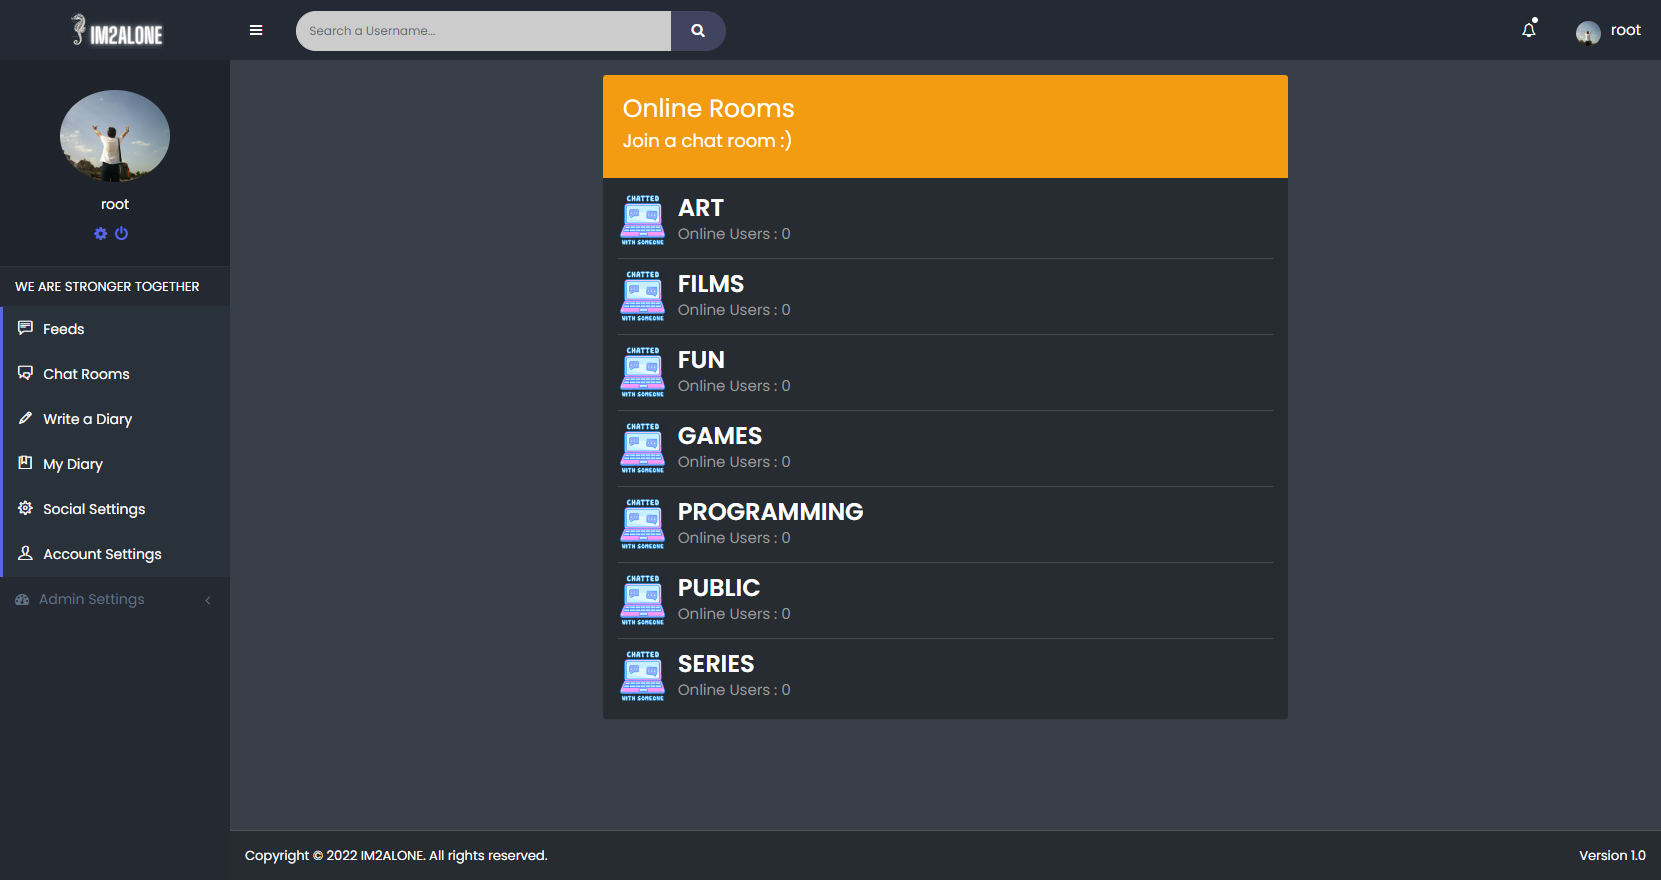 IM2ALONE
Search a Username...
root
root
WE ARE STRONGER TOGETHER
Feeds
Chat Rooms
Write a Diary
My Diary
Social Settings
Account Settings
Admin Settings
Online Rooms
Join a chat room :)
CHATTED
WITH SOMEONE
ART
Online Users : 0
CHATTED
WITH SOMEONE
FILMS
Online Users : 0
CHATTED
WITH SOMEONE
FUN
Online Users : 0
CHATTED
WITH SOMEONE
GAMES
Online Users : 0
CHATTED
WITH SOMEONE
PROGRAMMING
Online Users : 0
CHATTED
WITH SOMEONE
PUBLIC
Online Users : 0
CHATTED
WITH SOMEONE
SERIES
Online Users : 0
Copyright © 2022 IM2ALONE. All rights reserved.
Version 1.0